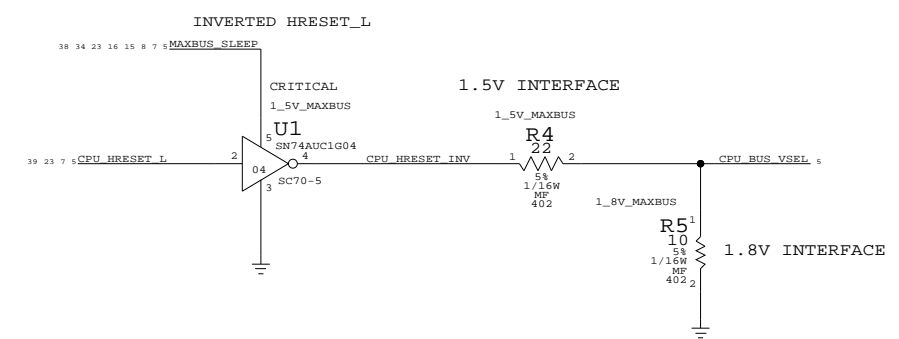 INVERTED HRESET_L
38 34 23 16 15 8 7 5 MAXBUS_SLEEP
CRITICAL
1_5V_MAXBUS
5
U1
SN74AUC1G04
39 23 7 5 CPU_HRESET_L
2
04
4
SC70-5
3
CPU_HRESET_INV
1.5V INTERFACE
1_5V_MAXBUS
R4
22
1
2
5%
1/16W
MF
402
CPU_BUS_VSEL 5
1_8V_MAXBUS
R5
1
10
5%
1/16W
MF
402
2
1.8V INTERFACE